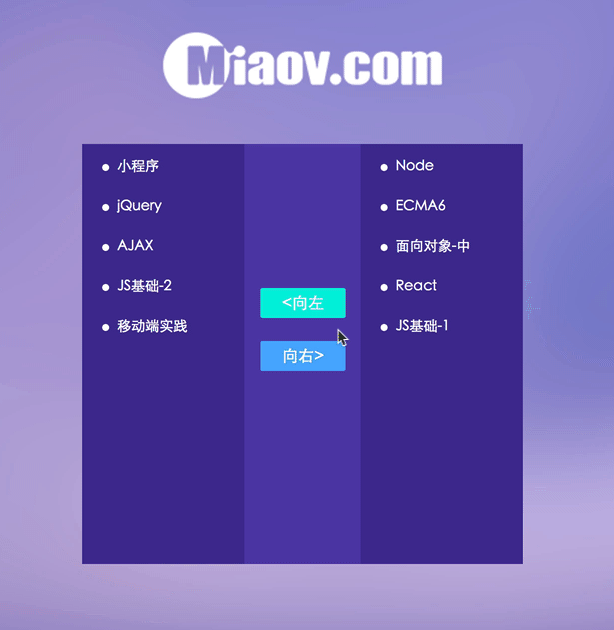 Miaov.com
小程序
jQuery
AJAX
JS基础-2
移动端实践
<向左
向右>
Node
ECMA6
面向对象-中
React
JS基础-1